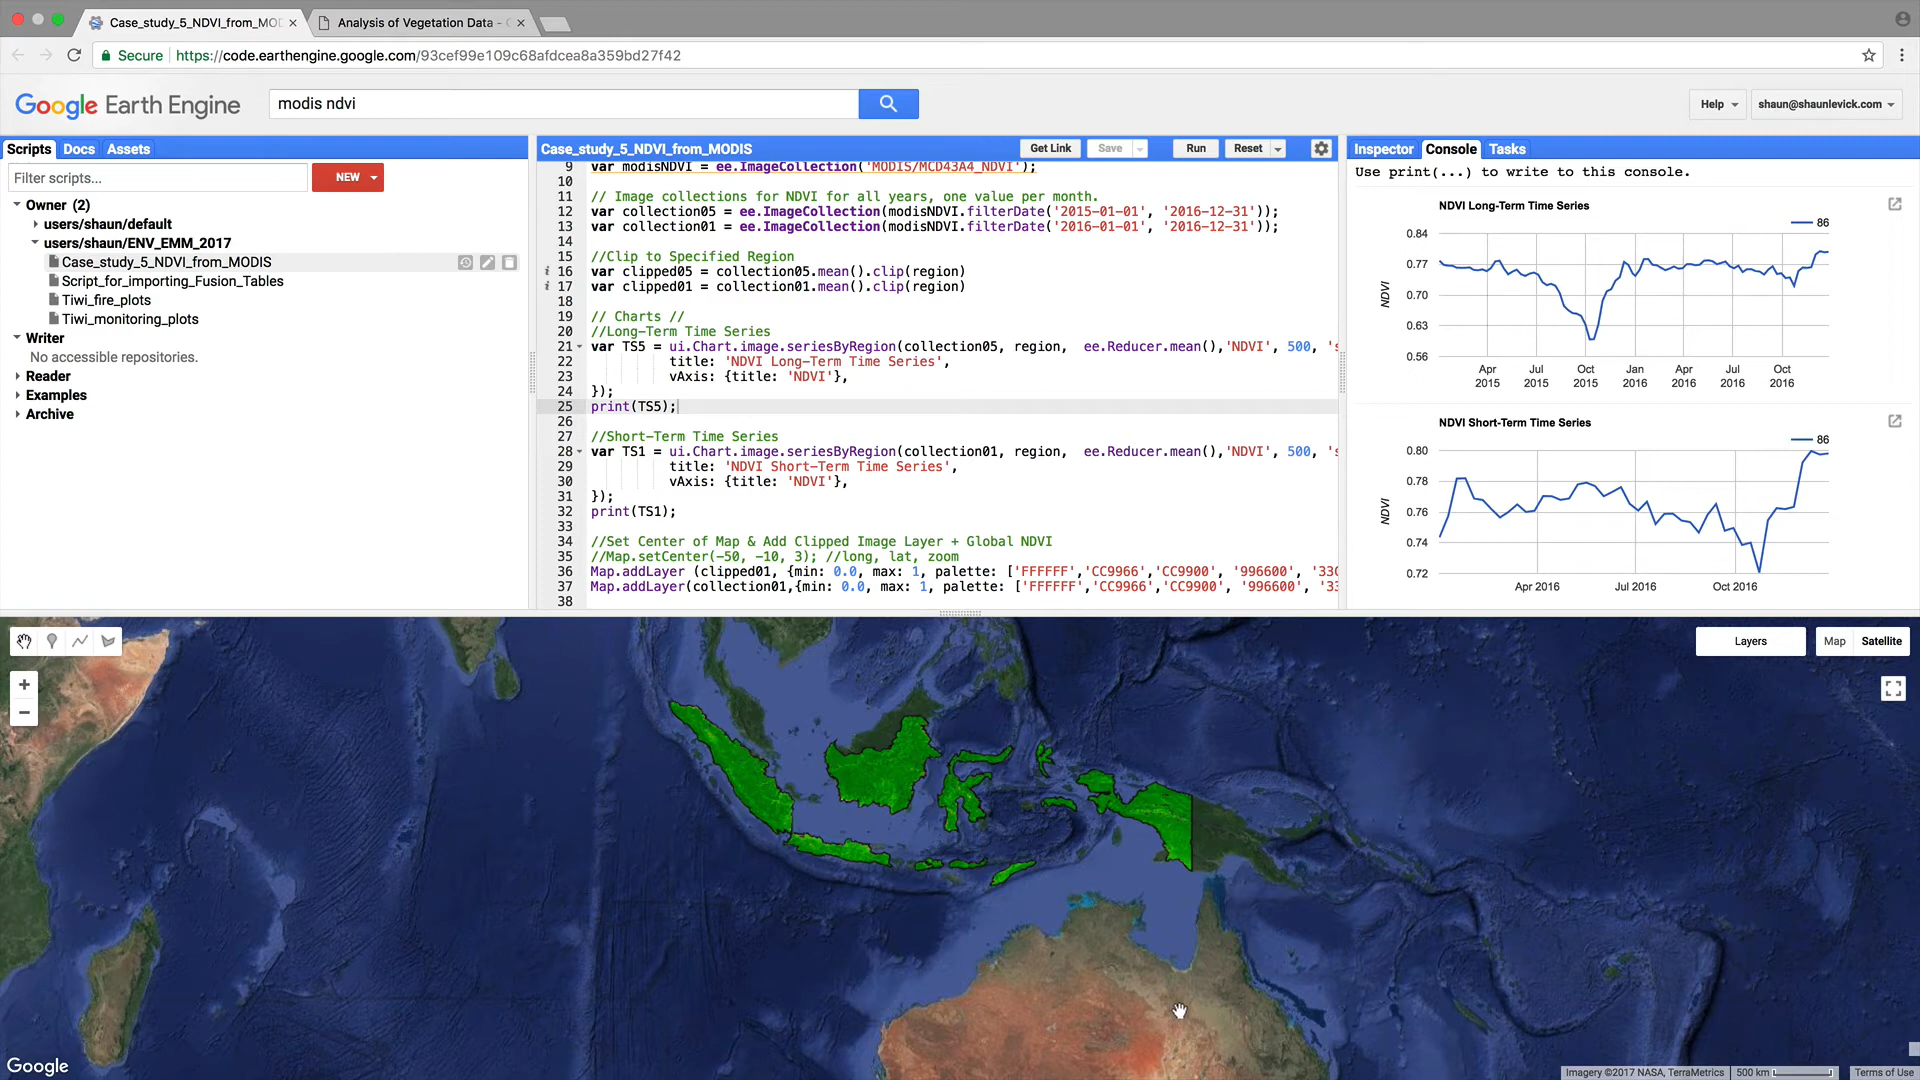 Case_study_5_NDVI_from_MOD
Analysis of Vegetation Data - G
Secure
https://code.earthengine.google.com/93cef99e109c68afdcea8a359bd27f42
Google Earth Engine
modis ndvi
Help
shaun@shaunlevick.com
Scripts
Docs
Assets
Filter scripts...
NEW
Owner (2)
users/shaun/default
users/shaun/ENV_EMM_2017
Case_study_5_NDVI_from_MODIS
Script_for_importing_Fusion_Tables
Tiwi_fire_plots
Tiwi_monitoring_plots
Writer
No accessible repositories.
Reader
Examples
Archive
Case_study_5_NDVI_from_MODIS
Get Link
Save
Run
Reset
9 var modisNDVI = ee.ImageCollection('MODIS/MCD43A4_NDVI');
10
11 // Image collections for NDVI for all years, one value per month.
12 var collection05 = ee.ImageCollection(modisNDVI.filterDate('2015-01-01', '2016-12-31'));
13 var collection01 = ee.ImageCollection(modisNDVI.filterDate('2016-01-01', '2016-12-31'));
14
15 //Clip to Specified Region
i 16 var clipped05 = collection05.mean().clip(region)
i 17 var clipped01 = collection01.mean().clip(region)
18
19 // Charts //
20 //Long-Term Time Series
21 var TS5 = ui.Chart.image.seriesByRegion(collection05, region,  ee.Reducer.mean(),'NDVI', 500, 's
22 title: 'NDVI Long-Term Time Series',
23 vAxis: {title: 'NDVI'},
24 });
25 print(TS5);
26
27 //Short-Term Time Series
28 var TS1 = ui.Chart.image.seriesByRegion(collection01, region,  ee.Reducer.mean(),'NDVI', 500, 's
29 title: 'NDVI Short-Term Time Series',
30 vAxis: {title: 'NDVI'},
31 });
32 print(TS1);
33
34 //Set Center of Map & Add Clipped Image Layer + Global NDVI
35 //Map.setCenter(-50, -10, 3); //long, lat, zoom
36 Map.addLayer (clipped01, {min: 0.0, max: 1, palette: ['FFFFFF','CC9966','CC9900', '996600', '33C
37 Map.addLayer(collection01,{min: 0.0, max: 1, palette: ['FFFFFF','CC9966','CC9900', '996600', '33
38
Inspector
Console
Tasks
Use print(...) to write to this console.
NDVI Long-Term Time Series
86
0.84
0.77
0.70
0.63
0.56
NDVI
Apr 2015
Jul 2015
Oct 2015
Jan 2016
Apr 2016
Jul 2016
Oct 2016
NDVI Short-Term Time Series
86
0.80
0.78
0.76
0.74
0.72
NDVI
Apr 2016
Jul 2016
Oct 2016
Layers
Map
Satellite
Google
Imagery ©2017 NASA, TerraMetrics
500 km
Terms of Use